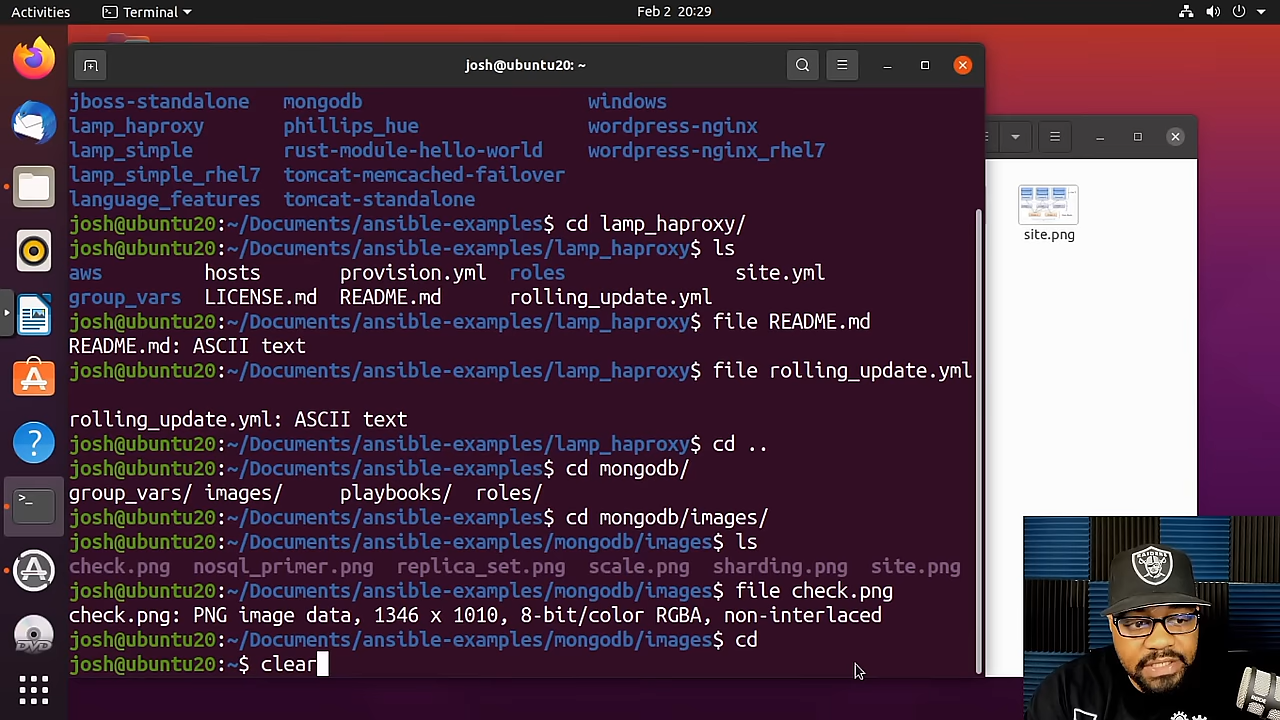 Activities Terminal Feb 2 20:29
josh@ubuntu20: ~
jboss-standalone mongodb windows
lamp_haproxy phillips_hue wordpress-nginx
lamp_simple rust-module-hello-world wordpress-nginx_rhel7
lamp_simple_rhel7 tomcat-memcached-failover
language_features tomcat-standalone
josh@ubuntu20:~/Documents/ansible-examples$ cd lamp_haproxy/
josh@ubuntu20:~/Documents/ansible-examples/lamp_haproxy$ ls
aws hosts provision.yml roles site.yml
group_vars LICENSE.md README.md rolling_update.yml
josh@ubuntu20:~/Documents/ansible-examples/lamp_haproxy$ file README.md
README.md: ASCII text
josh@ubuntu20:~/Documents/ansible-examples/lamp_haproxy$ file rolling_update.yml
rolling_update.yml: ASCII text
josh@ubuntu20:~/Documents/ansible-examples/lamp_haproxy$ cd ..
josh@ubuntu20:~/Documents/ansible-examples$ cd mongodb/
group_vars/ images/ playbooks/ roles/
josh@ubuntu20:~/Documents/ansible-examples$ cd mongodb/images/
josh@ubuntu20:~/Documents/ansible-examples/mongodb/images$ ls
check.png nosql_primer.png replica_set.png scale.png sharding.png site.png
josh@ubuntu20:~/Documents/ansible-examples/mongodb/images$ file check.png
check.png: PNG image data, 1346 x 1010, 8-bit/color RGBA, non-interlaced
josh@ubuntu20:~/Documents/ansible-examples/mongodb/images$ cd
josh@ubuntu20:~$ clear
site.png
RAIDERS
RODE